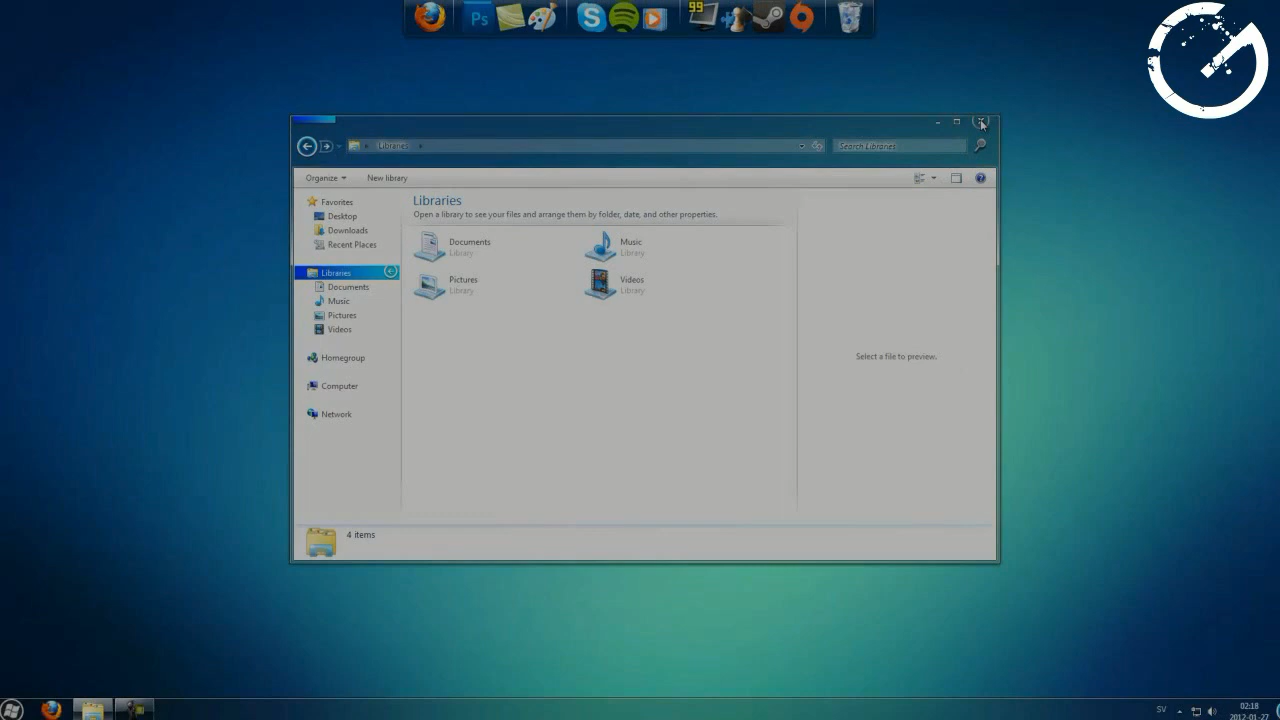 Ps
99
Libraries
Search Libraries
Organize
New library
Favorites
Desktop
Downloads
Recent Places
Libraries
Documents
Music
Pictures
Videos
Homegroup
Computer
Network
Libraries
Open a library to see your files and arrange them by folder, date, and other properties.
Documents
Library
Music
Library
Pictures
Library
Videos
Library
Select a file to preview.
4 items
SV
02:18
2012-01-27